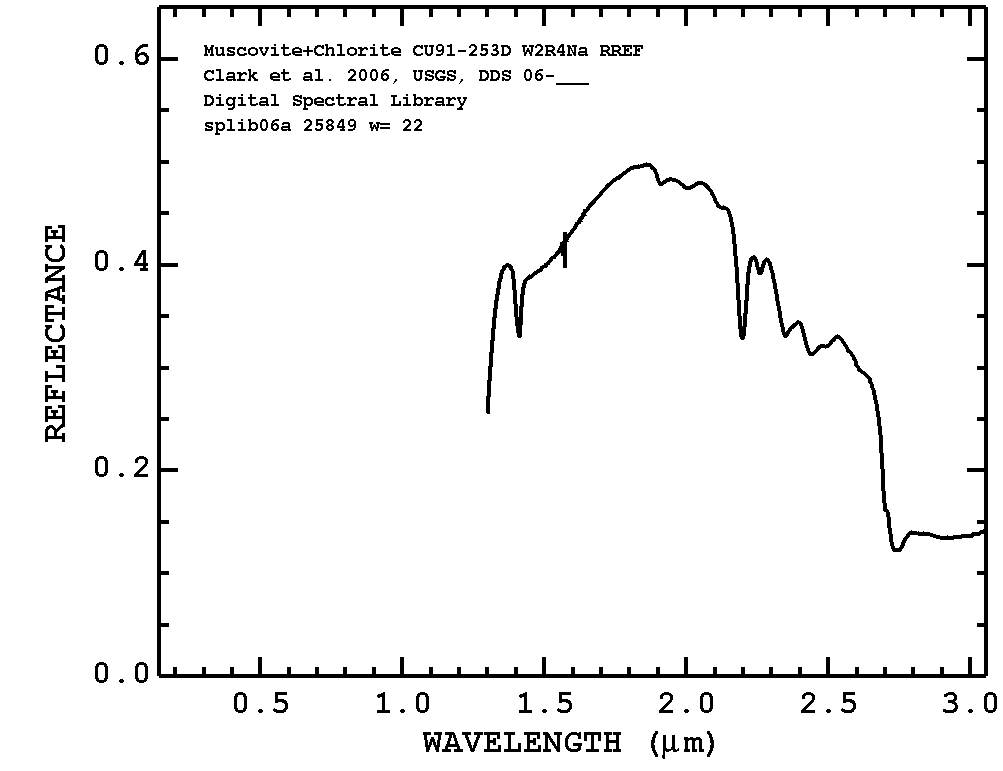 Muscovite+Chlorite CU91-253D W2R4Na RREF
Clark et al. 2006, USGS, DDS 06-___
Digital Spectral Library
splib06a 25849 w= 22
REFLECTANCE
0.6
0.4
0.2
0.0
0.5 1.0 1.5 2.0 2.5 3.0
WAVELENGTH (μm)